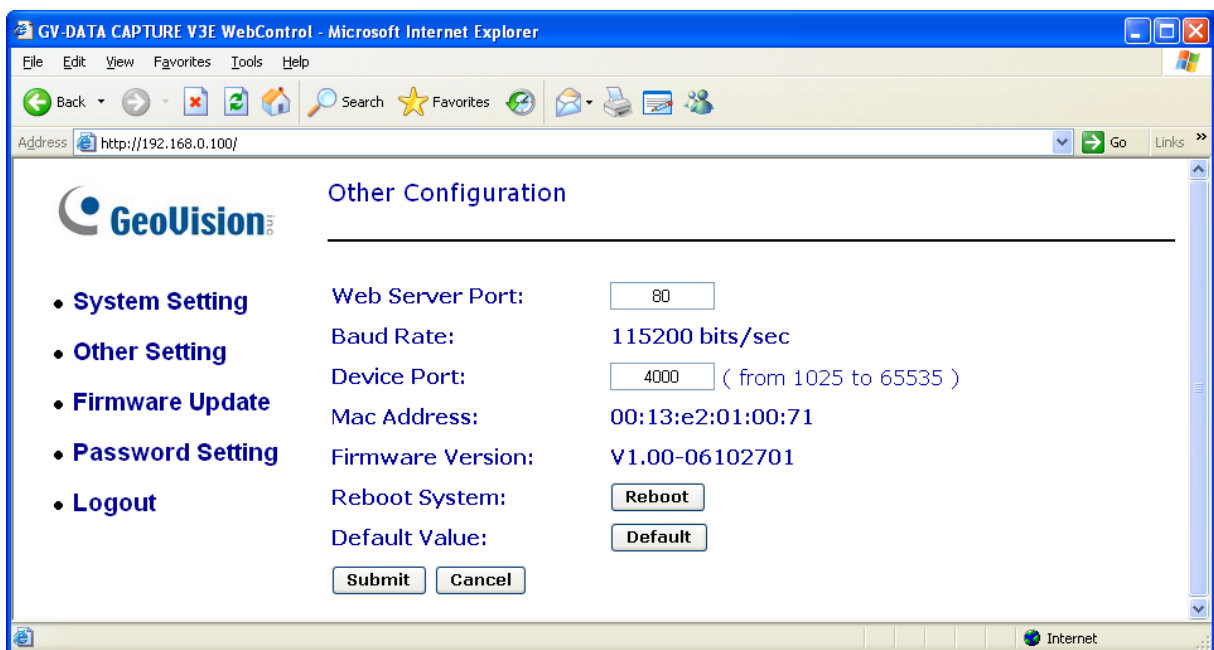 GV-DATA CAPTURE V3E WebControl - Microsoft Internet Explorer
File Edit View Favorites Tools Help
Back Search Favorites
Address http://192.168.0.100/ Go Links »
GeoVision Inc
Other Configuration
• System Setting
• Other Setting
• Firmware Update
• Password Setting
• Logout
Web Server Port: 80
Baud Rate: 115200 bits/sec
Device Port: 4000 ( from 1025 to 65535 )
Mac Address: 00:13:e2:01:00:71
Firmware Version: V1.00-06102701
Reboot System: Reboot
Default Value: Default
Submit Cancel
Internet